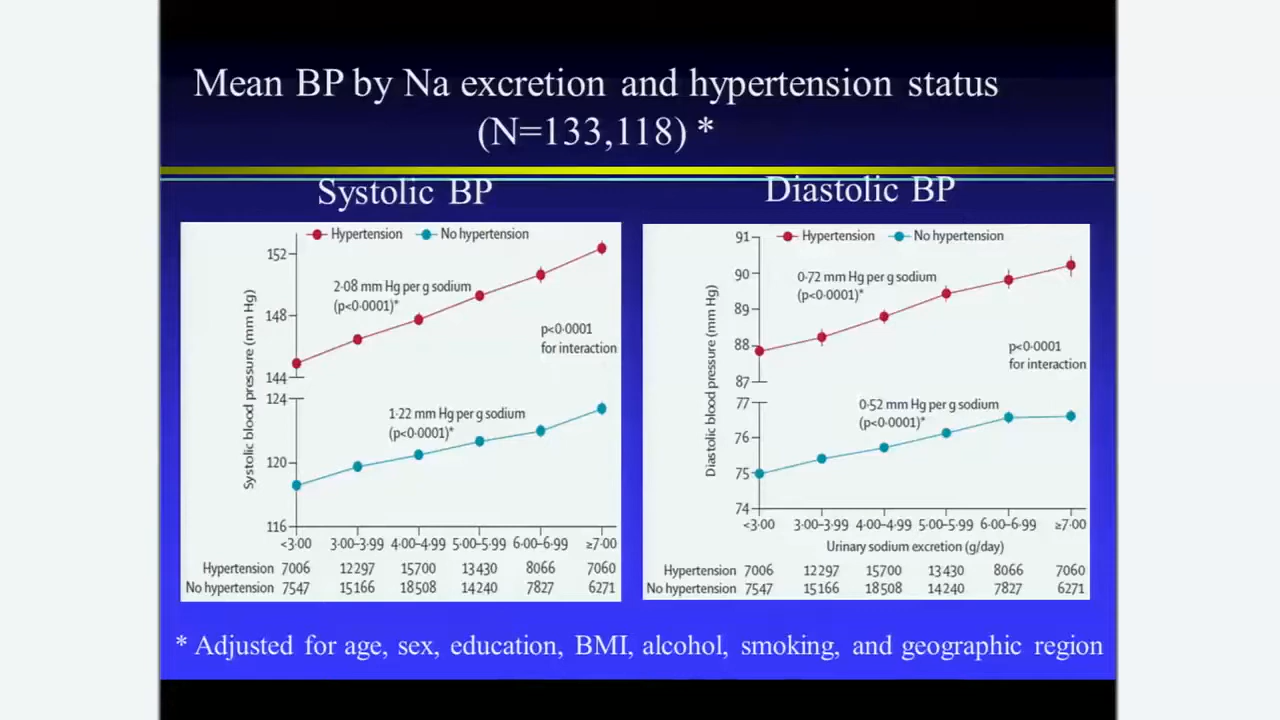 Mean BP by Na excretion and hypertension status
(N=133,118) *
Systolic BP
Hypertension No hypertension
152
148
144
124
120
116
Systolic blood pressure (mm Hg)
2·08 mm Hg per g sodium
(p<0·0001)*
p<0·0001
for interaction
1·22 mm Hg per g sodium
(p<0·0001)*
<3·00 3·00–3·99 4·00–4·99 5·00–5·99 6·00–6·99 ≥7·00
Hypertension 7006 12297 15700 13430 8066 7060
No hypertension 7547 15166 18508 14240 7827 6271
Diastolic BP
Hypertension No hypertension
91
90
89
88
87
77
76
75
74
Diastolic blood pressure (mm Hg)
0·72 mm Hg per g sodium
(p<0·0001)*
p<0·0001
for interaction
0·52 mm Hg per g sodium
(p<0·0001)*
<3·00 3·00–3·99 4·00–4·99 5·00–5·99 6·00–6·99 ≥7·00
Urinary sodium excretion (g/day)
Hypertension 7006 12297 15700 13430 8066 7060
No hypertension 7547 15166 18508 14240 7827 6271
* Adjusted for age, sex, education, BMI, alcohol, smoking, and geographic region